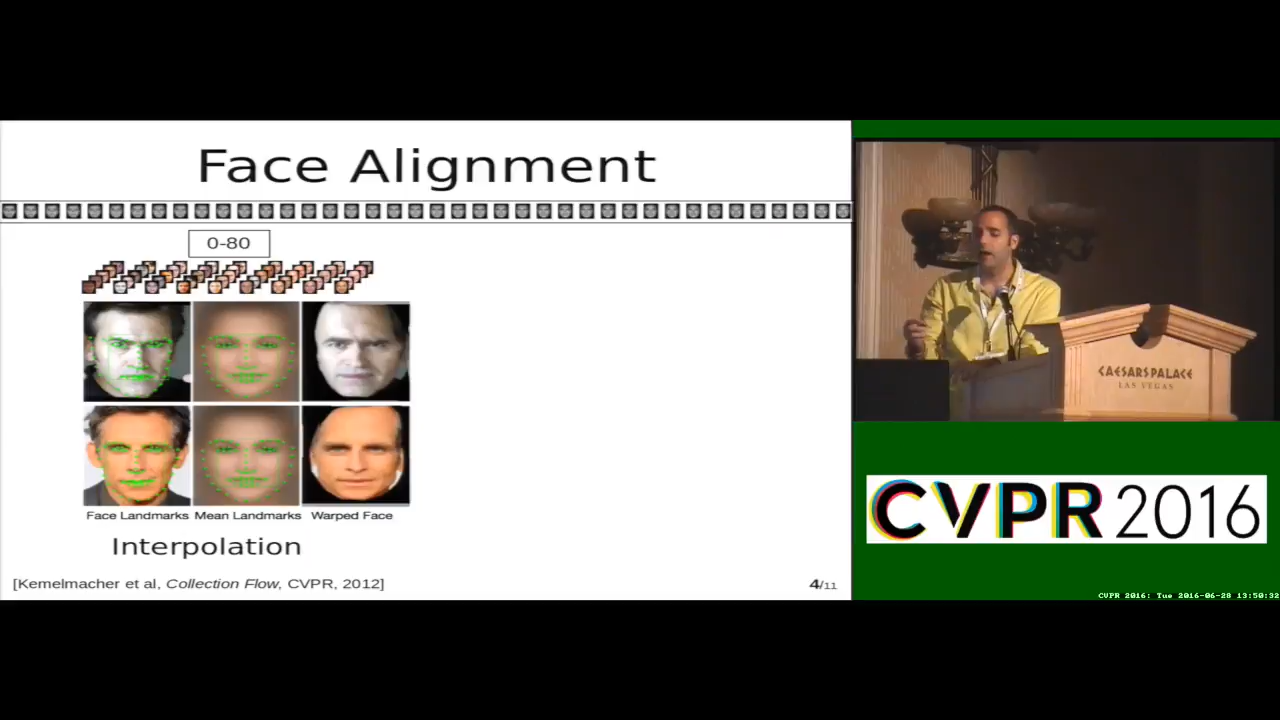 Face Alignment
0-80
Face Landmarks Mean Landmarks Warped Face
Interpolation
[Kemelmacher et al, Collection Flow, CVPR, 2012]
4/11
CAESARS PALACE
LAS VEGAS
CVPR 2016
CVPR 2016: Tue 2016-06-28 13:50:32